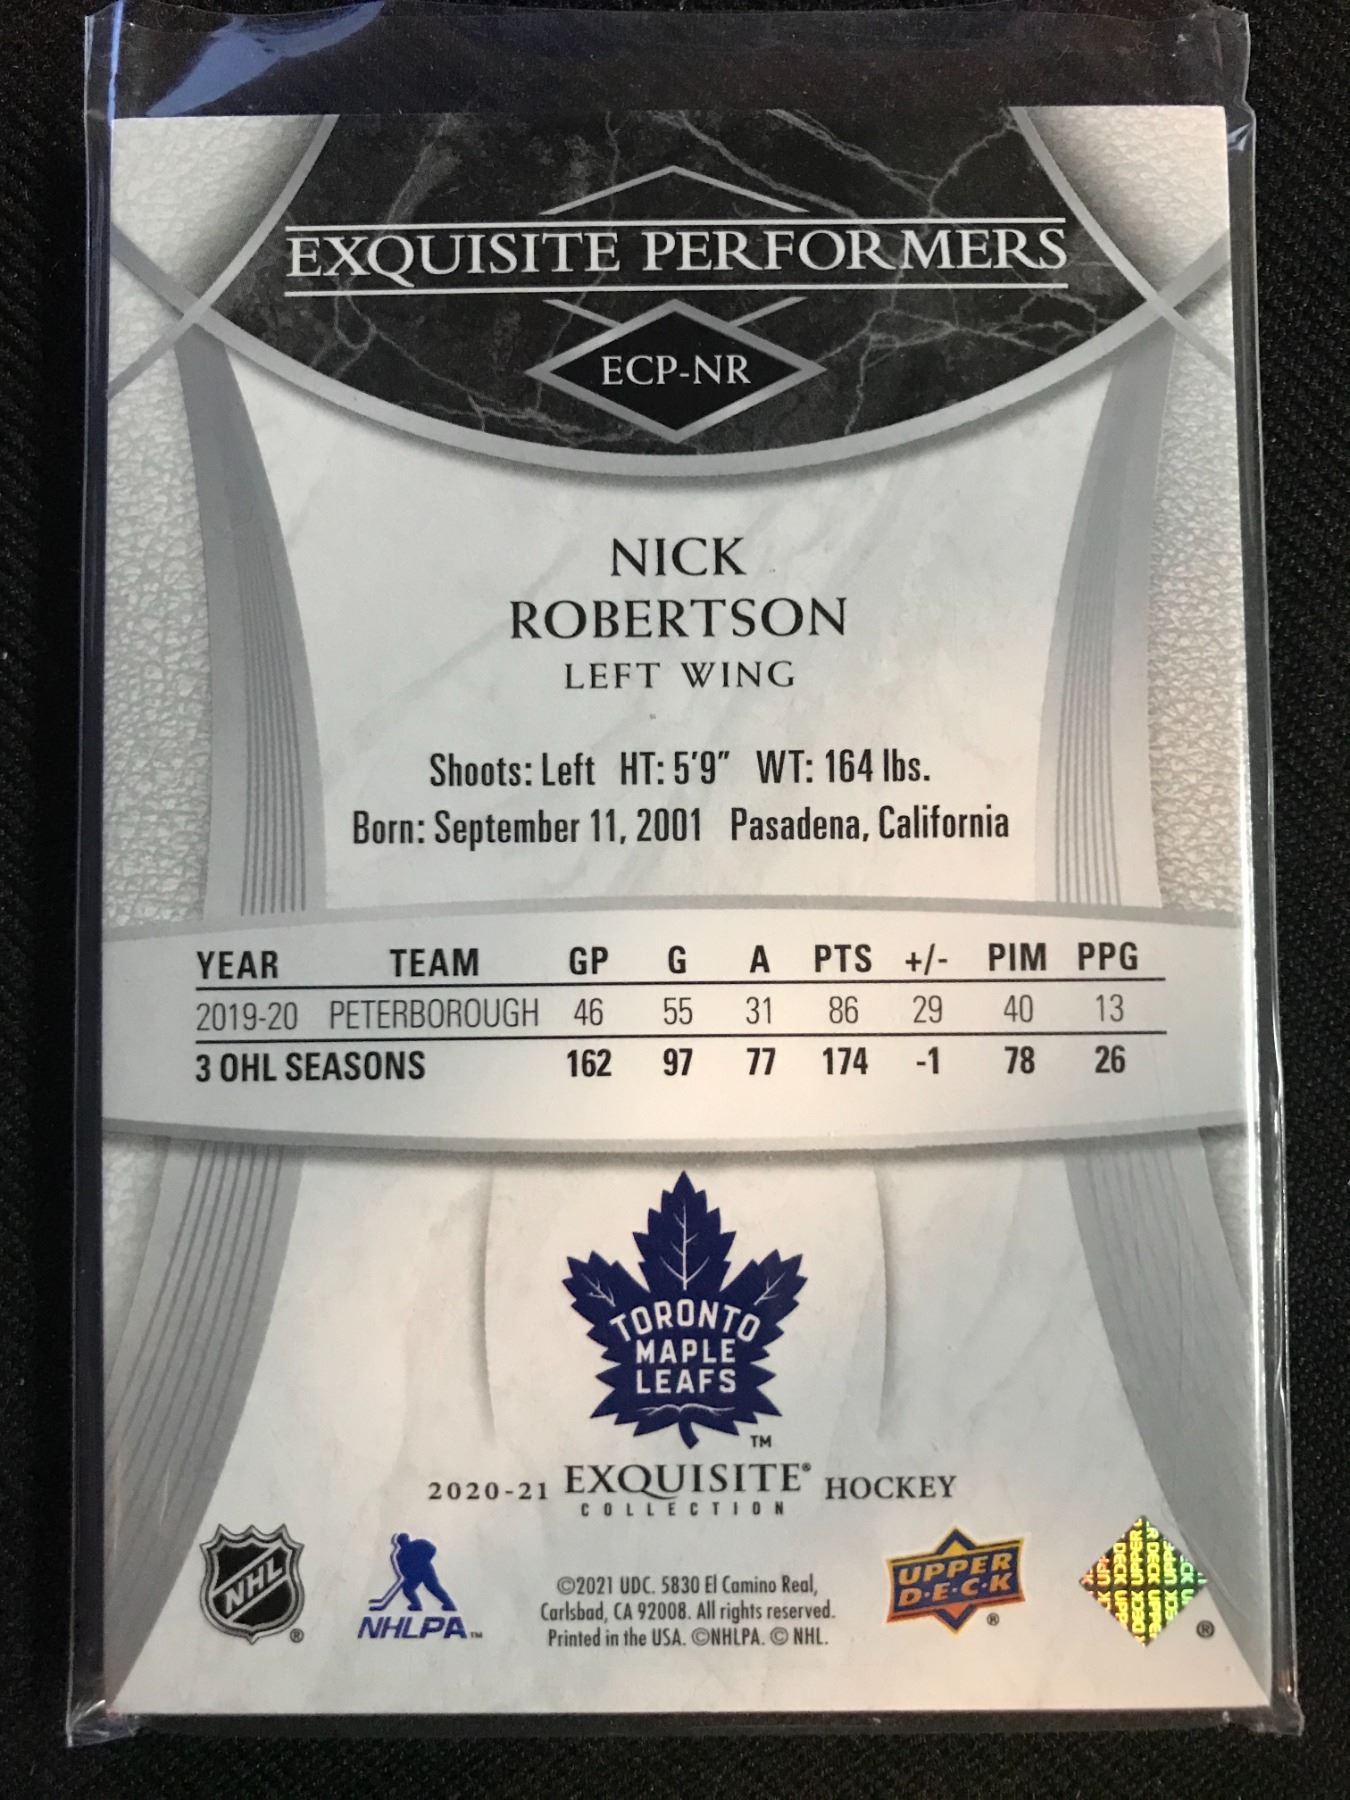 EXQUISITE PERFORMERS
ECP-NR
NICK
ROBERTSON
LEFT WING
Shoots: Left HT: 5'9" WT: 164 lbs.
Born: September 11, 2001 Pasadena, California
YEAR TEAM GP G A PTS +/- PIM PPG
2019-20 PETERBOROUGH 46 55 31 86 29 40 13
3 OHL SEASONS 162 97 77 174 -1 78 26
TORONTO
MAPLE
LEAFS
TM
2020-21 EXQUISITE® HOCKEY
COLLECTION
NHL ®
NHLPA™
©2021 UDC. 5830 El Camino Real,
Carlsbad, CA 92008. All rights reserved.
Printed in the USA. ©NHLPA. © NHL.
UPPER
D·E·C·K
®
UPPER DECK
®